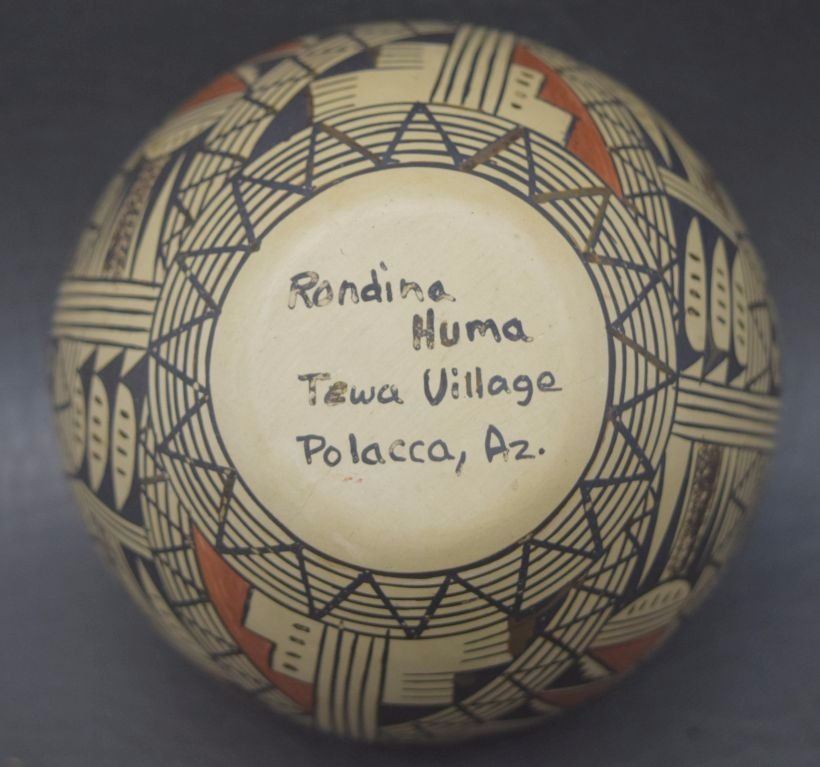 Rondina
Huma
Tewa Village
Polacca, Az.